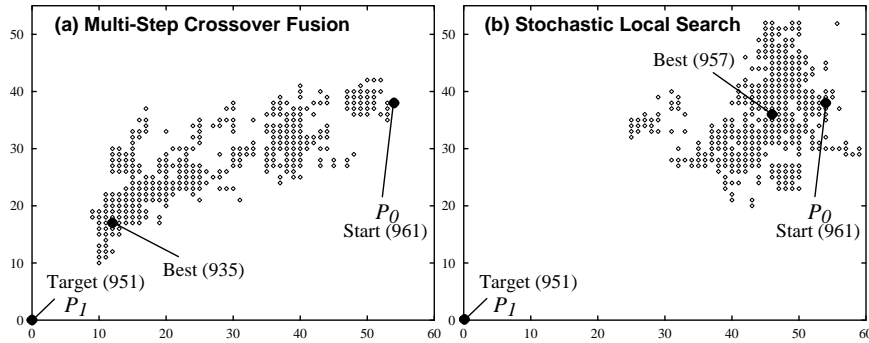 (a) Multi-Step Crossover Fusion
50
40
30
20
10
0
P0
Start (961)
Best (935)
Target (951)
P1
10
20
30
40
50
60
(b) Stochastic Local Search
50
40
30
20
10
0
Best (957)
P0
Start (961)
Target (951)
P1
10
20
30
40
50
60